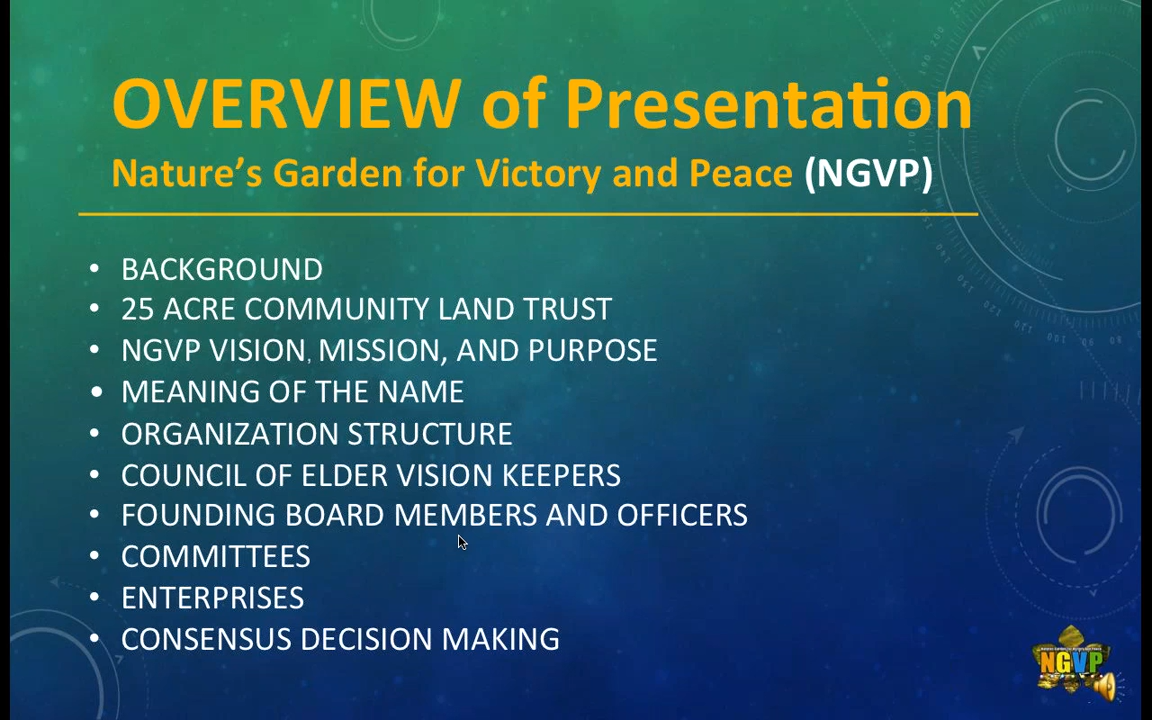 OVERVIEW of Presentation
Nature’s Garden for Victory and Peace (NGVP)
• BACKGROUND
• 25 ACRE COMMUNITY LAND TRUST
• NGVP VISION, MISSION, AND PURPOSE
• MEANING OF THE NAME
• ORGANIZATION STRUCTURE
• COUNCIL OF ELDER VISION KEEPERS
• FOUNDING BOARD MEMBERS AND OFFICERS
• COMMITTEES
• ENTERPRISES
• CONSENSUS DECISION MAKING
NGVP